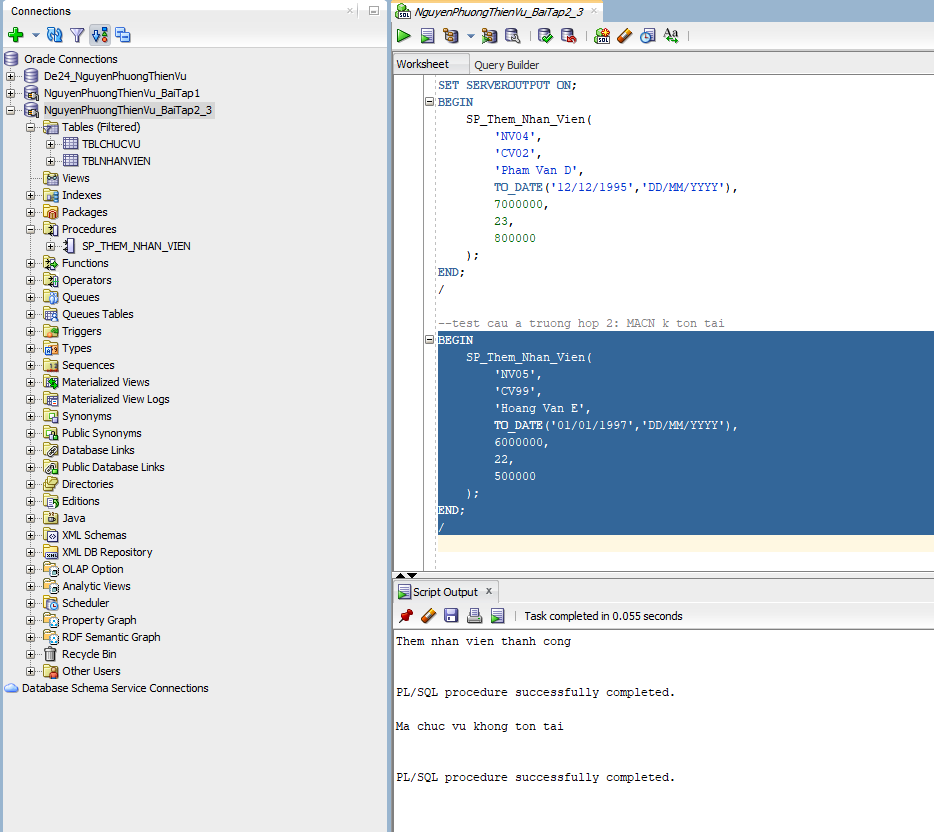 Connections
Oracle Connections
De24_NguyenPhuongThienVu
NguyenPhuongThienVu_BaiTap1
NguyenPhuongThienVu_BaiTap2_3
Tables (Filtered)
TBLCHUCVU
TBLNHANVIEN
Views
Indexes
Packages
Procedures
SP_THEM_NHAN_VIEN
Functions
Operators
Queues
Queues Tables
Triggers
Types
Sequences
Materialized Views
Materialized View Logs
Synonyms
Public Synonyms
Database Links
Public Database Links
Directories
Editions
Java
XML Schemas
XML DB Repository
OLAP Option
Analytic Views
Scheduler
Property Graph
RDF Semantic Graph
Recycle Bin
Other Users
Database Schema Service Connections
NguyenPhuongThienVu_BaiTap2_3
Worksheet Query Builder
SET SERVEROUTPUT ON;
BEGIN
SP_Them_Nhan_Vien(
'NV04',
'CV02',
'Pham Van D',
TO_DATE('12/12/1995','DD/MM/YYYY'),
7000000,
23,
800000
);
END;
/
--test cau a truong hop 2: MACN k ton tai
BEGIN
SP_Them_Nhan_Vien(
'NV05',
'CV99',
'Hoang Van E',
TO_DATE('01/01/1997','DD/MM/YYYY'),
6000000,
22,
500000
);
END;
/
Script Output
Task completed in 0.055 seconds
Them nhan vien thanh cong
PL/SQL procedure successfully completed.
Ma chuc vu khong ton tai
PL/SQL procedure successfully completed.